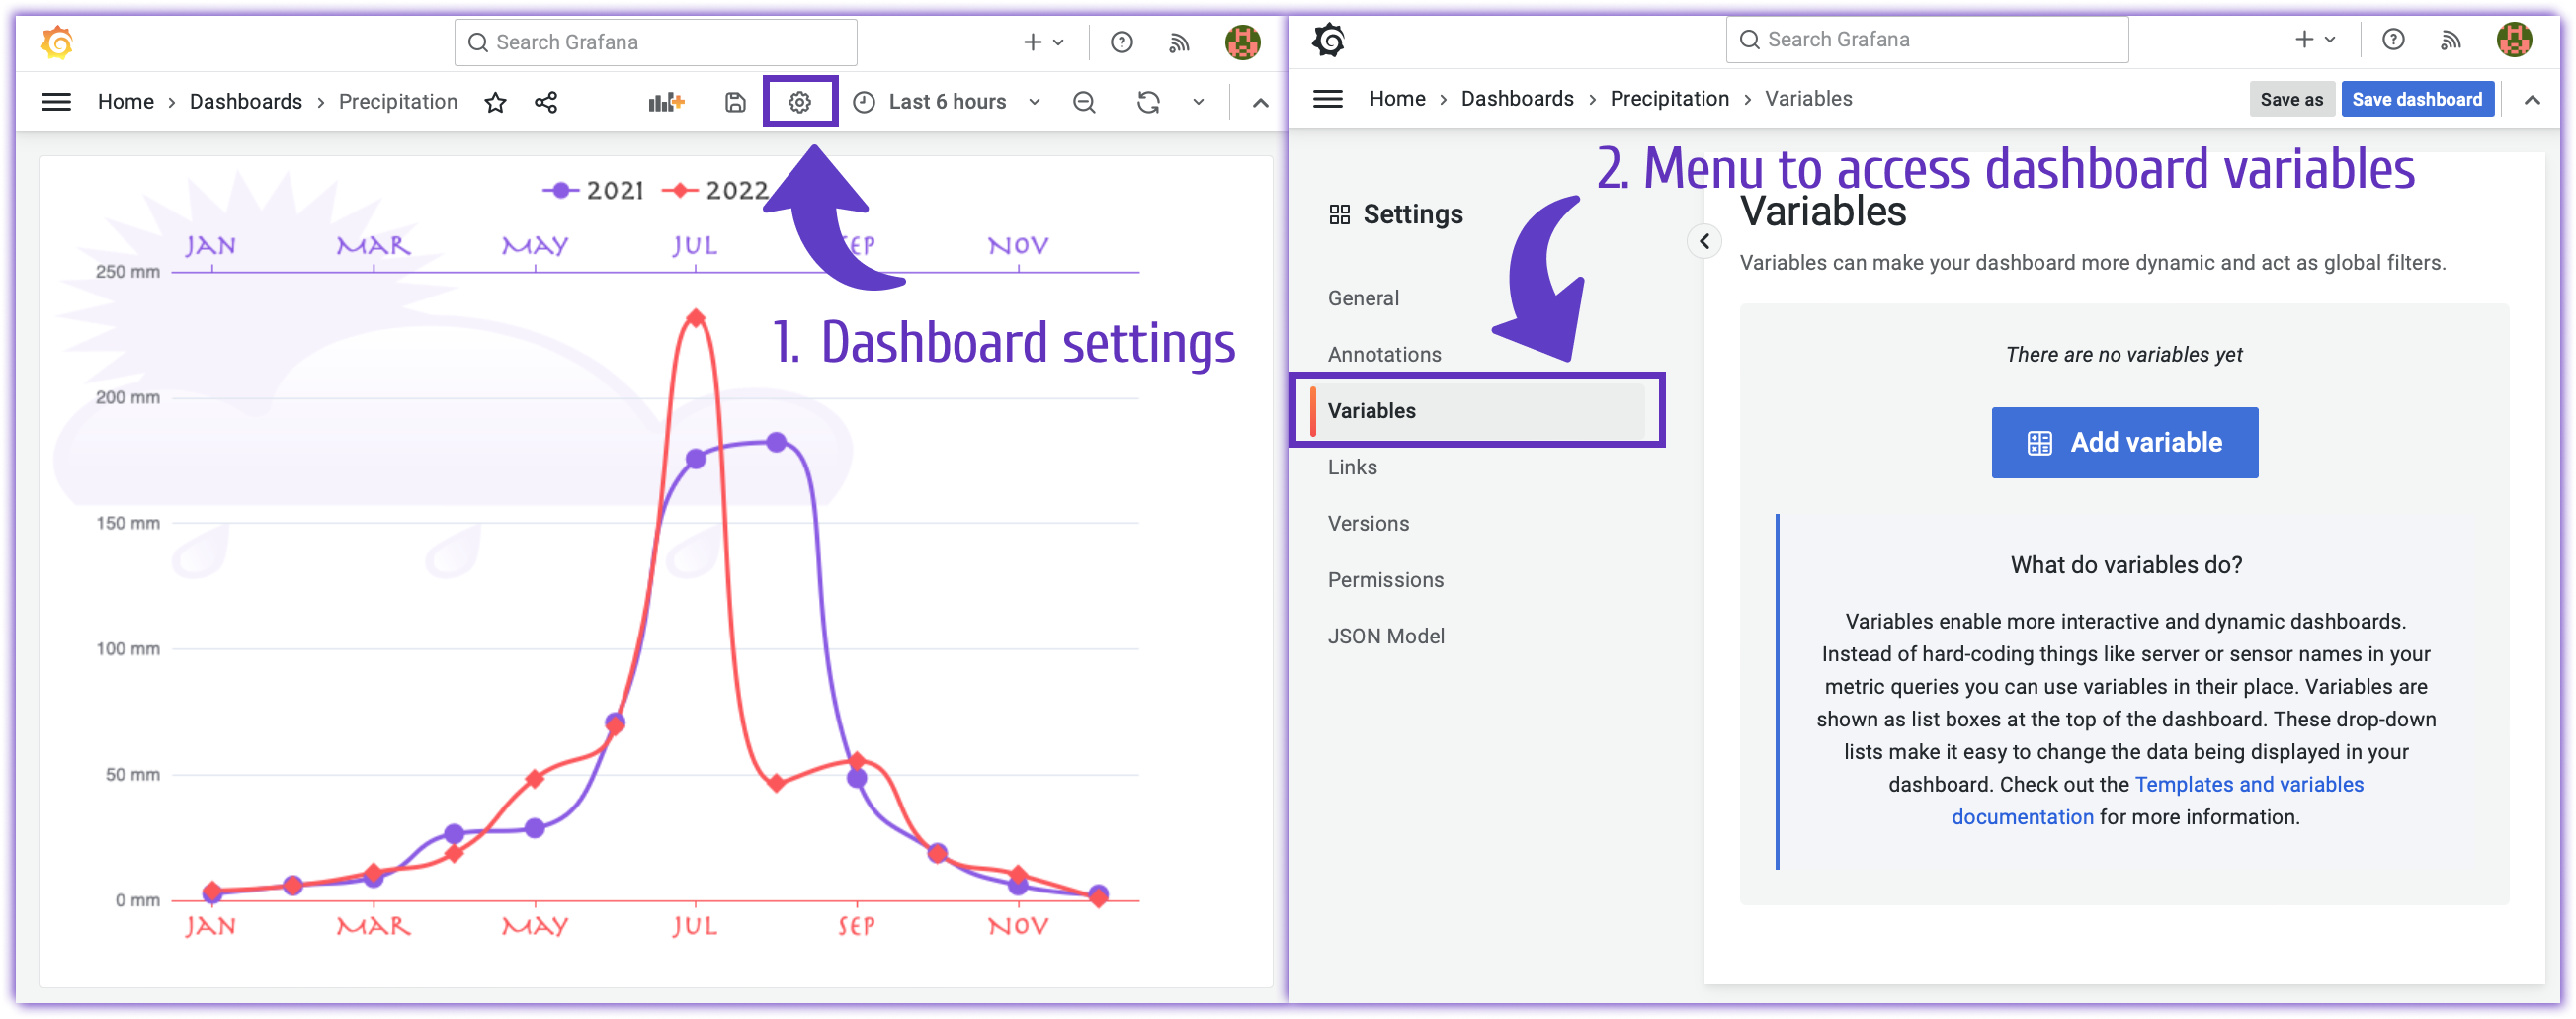 Search Grafana
Home › Dashboards › Precipitation
Last 6 hours
2021 2022
JAN MAR MAY JUL SEP NOV
250 mm
1. Dashboard settings
200 mm
150 mm
100 mm
50 mm
0 mm
JAN MAR MAY JUL SEP NOV
Search Grafana
Home › Dashboards › Precipitation › Variables
Save as
Save dashboard
2. Menu to access dashboard variables
Settings
General
Annotations
Variables
Links
Versions
Permissions
JSON Model
Variables
Variables can make your dashboard more dynamic and act as global filters.
There are no variables yet
Add variable
What do variables do?
Variables enable more interactive and dynamic dashboards.
Instead of hard-coding things like server or sensor names in your
metric queries you can use variables in their place. Variables are
shown as list boxes at the top of the dashboard. These drop-down
lists make it easy to change the data being displayed in your
dashboard. Check out the Templates and variables
documentation for more information.